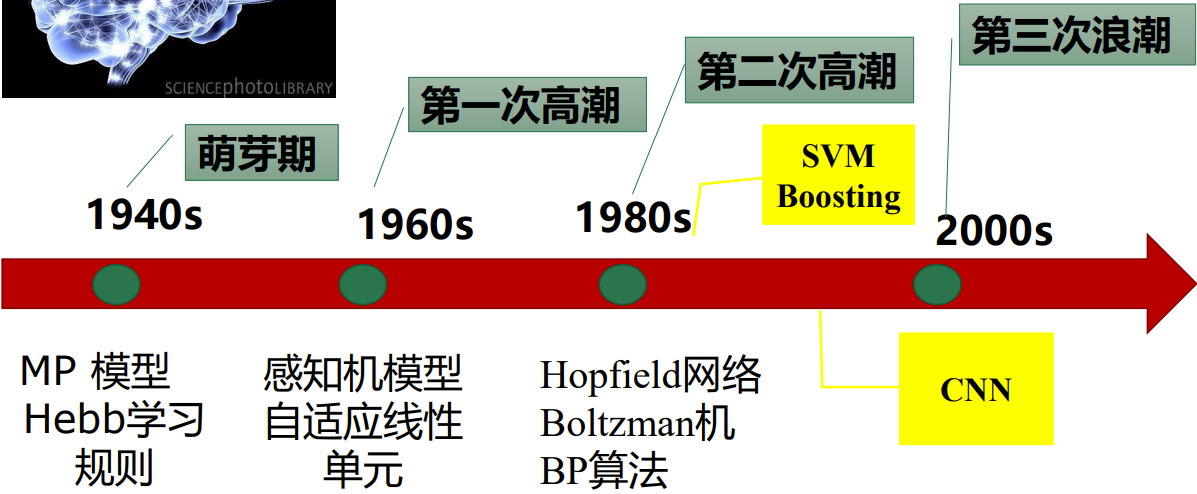 SCIENCEphotoLIBRARY
第三次浪潮
第二次高潮
第一次高潮
萌芽期
SVM
Boosting
1940s
1960s
1980s
2000s
MP 模型
Hebb学习
规则
感知机模型
自适应线性
单元
Hopfield网络
Boltzman机
BP算法
CNN